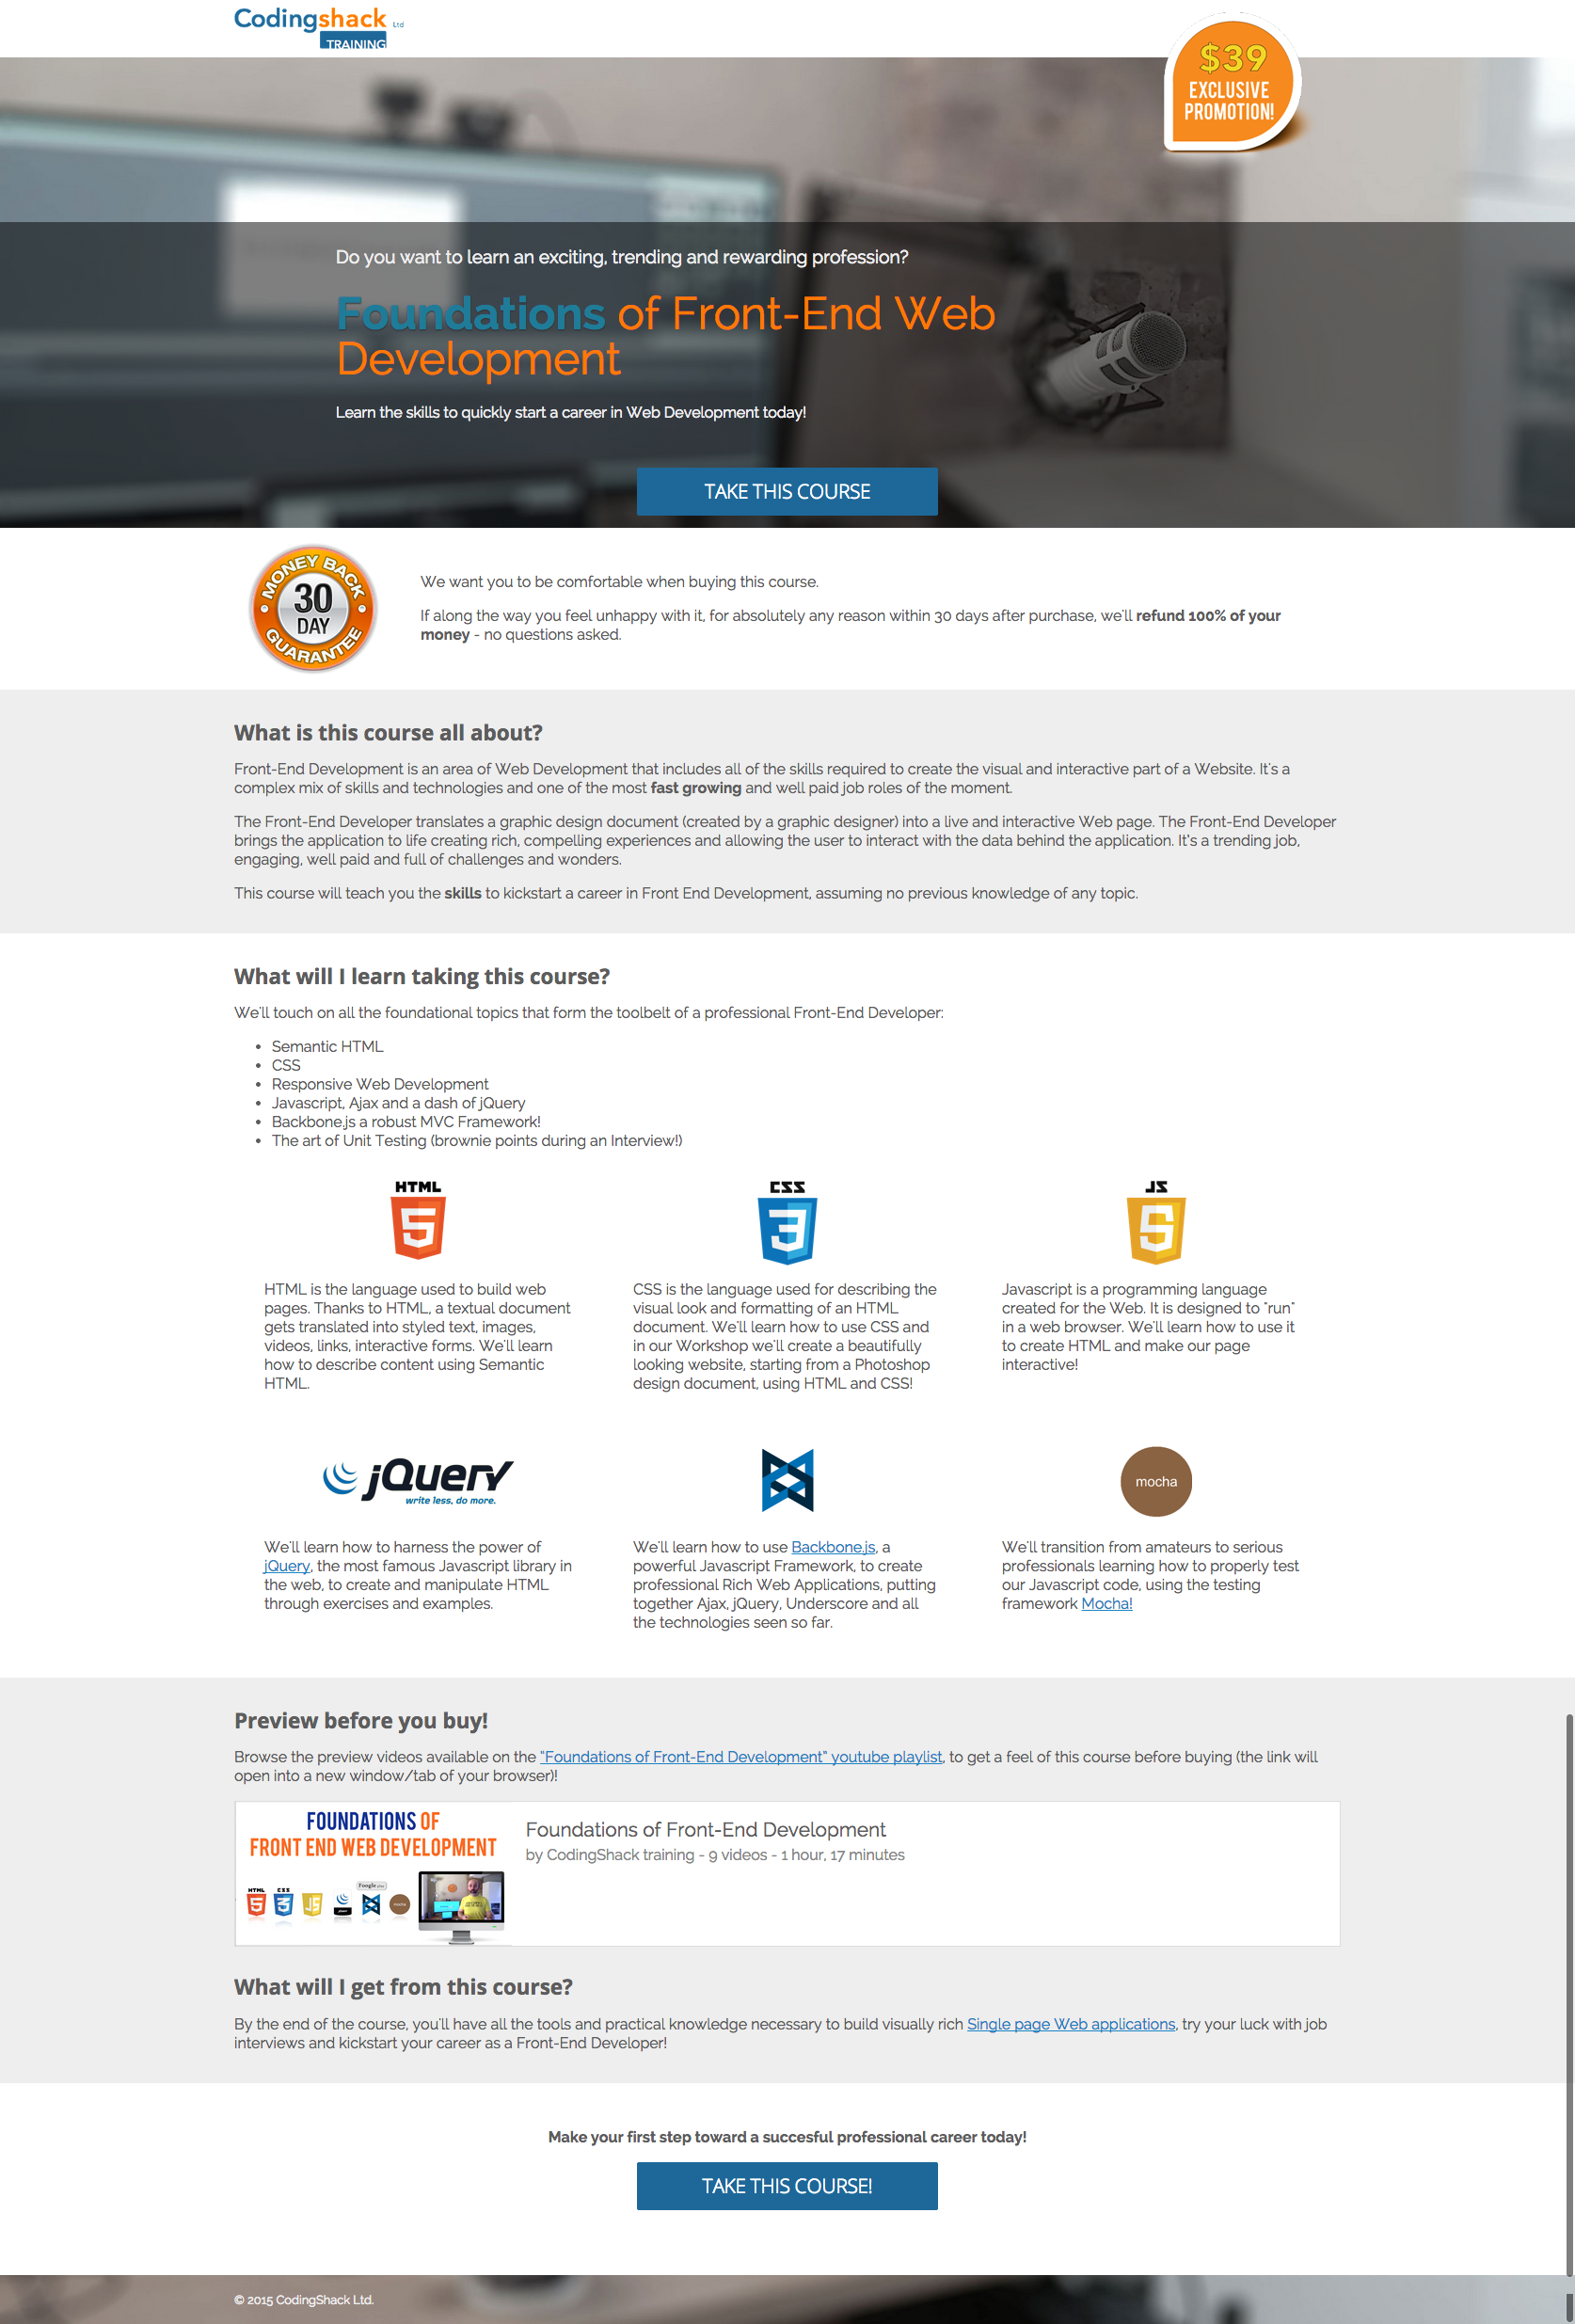 Codingshack Ltd
TRAINING
$39
EXCLUSIVE
PROMOTION!
Do you want to learn an exciting, trending and rewarding profession?
Foundations of Front-End Web
Development
Learn the skills to quickly start a career in Web Development today!
TAKE THIS COURSE
MONEY BACK
30
DAY
GUARANTEE
We want you to be comfortable when buying this course.
If along the way you feel unhappy with it, for absolutely any reason within 30 days after purchase, we'll refund 100% of your
money - no questions asked.
What is this course all about?
Front-End Development is an area of Web Development that includes all of the skills required to create the visual and interactive part of a Website. It's a
complex mix of skills and technologies and one of the most fast growing and well paid job roles of the moment.
The Front-End Developer translates a graphic design document (created by a graphic designer) into a live and interactive Web page. The Front-End Developer
brings the application to life creating rich, compelling experiences and allowing the user to interact with the data behind the application. It's a trending job,
engaging, well paid and full of challenges and wonders.
This course will teach you the skills to kickstart a career in Front End Development, assuming no previous knowledge of any topic.
What will I learn taking this course?
We'll touch on all the foundational topics that form the toolbelt of a professional Front-End Developer:
• Semantic HTML
• CSS
• Responsive Web Development
• Javascript, Ajax and a dash of jQuery
• Backbone.js a robust MVC Framework!
• The art of Unit Testing (brownie points during an Interview!)
HTML
5
HTML is the language used to build web
pages. Thanks to HTML, a textual document
gets translated into styled text, images,
videos, links, interactive forms. We'll learn
how to describe content using Semantic
HTML.
CSS
3
CSS is the language used for describing the
visual look and formatting of an HTML
document. We'll learn how to use CSS and
in our Workshop we'll create a beautifully
looking website, starting from a Photoshop
design document, using HTML and CSS!
JS
5
Javascript is a programming language
created for the Web. It is designed to "run"
in a web browser. We'll learn how to use it
to create HTML and make our page
interactive!
jQuery
write less, do more.
We'll learn how to harness the power of
jQuery, the most famous Javascript library in
the web, to create and manipulate HTML
through exercises and examples.
We'll learn how to use Backbone.js, a
powerful Javascript Framework, to create
professional Rich Web Applications, putting
together Ajax, jQuery, Underscore and all
the technologies seen so far.
mocha
We'll transition from amateurs to serious
professionals learning how to properly test
our Javascript code, using the testing
framework Mocha!
Preview before you buy!
Browse the preview videos available on the "Foundations of Front-End Development" youtube playlist, to get a feel of this course before buying (the link will
open into a new window/tab of your browser)!
FOUNDATIONS OF
FRONT END WEB DEVELOPMENT
HTML
5
CSS
3
JS
mocha
Foundations of Front-End Development
by CodingShack training - 9 videos - 1 hour, 17 minutes
What will I get from this course?
By the end of the course, you'll have all the tools and practical knowledge necessary to build visually rich Single page Web applications, try your luck with job
interviews and kickstart your career as a Front-End Developer!
Make your first step toward a succesful professional career today!
TAKE THIS COURSE!
© 2015 CodingShack Ltd.